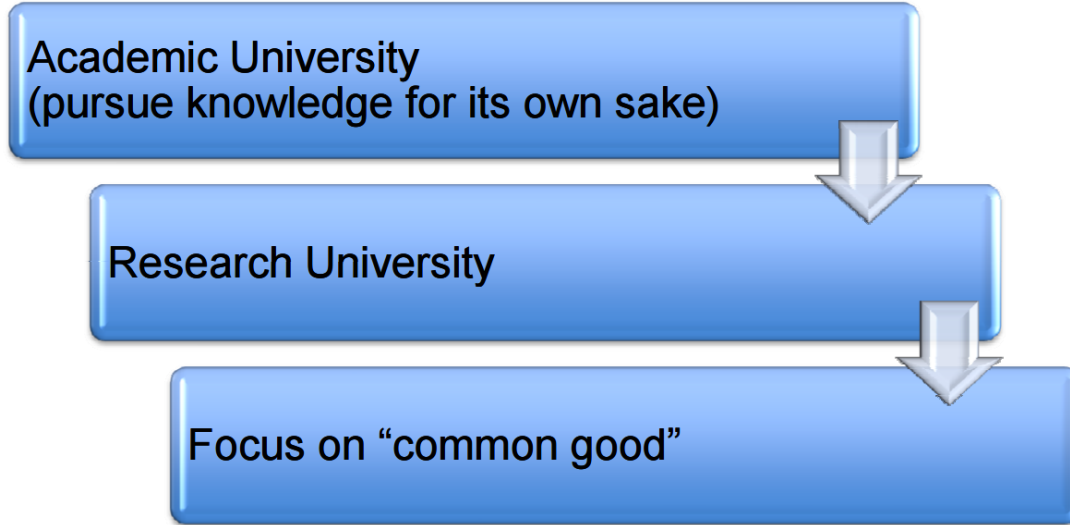 Academic University
(pursue knowledge for its own sake)
Research University
Focus on “common good”